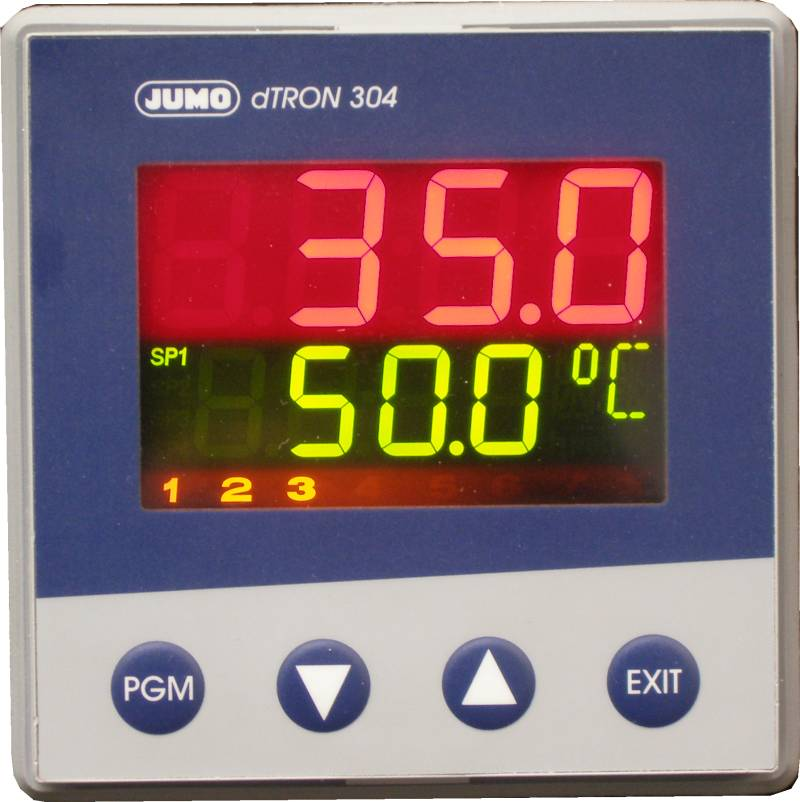 JUMO dTRON 304
35.0
SP1 50.0 °C
1 2 3
PGM EXIT